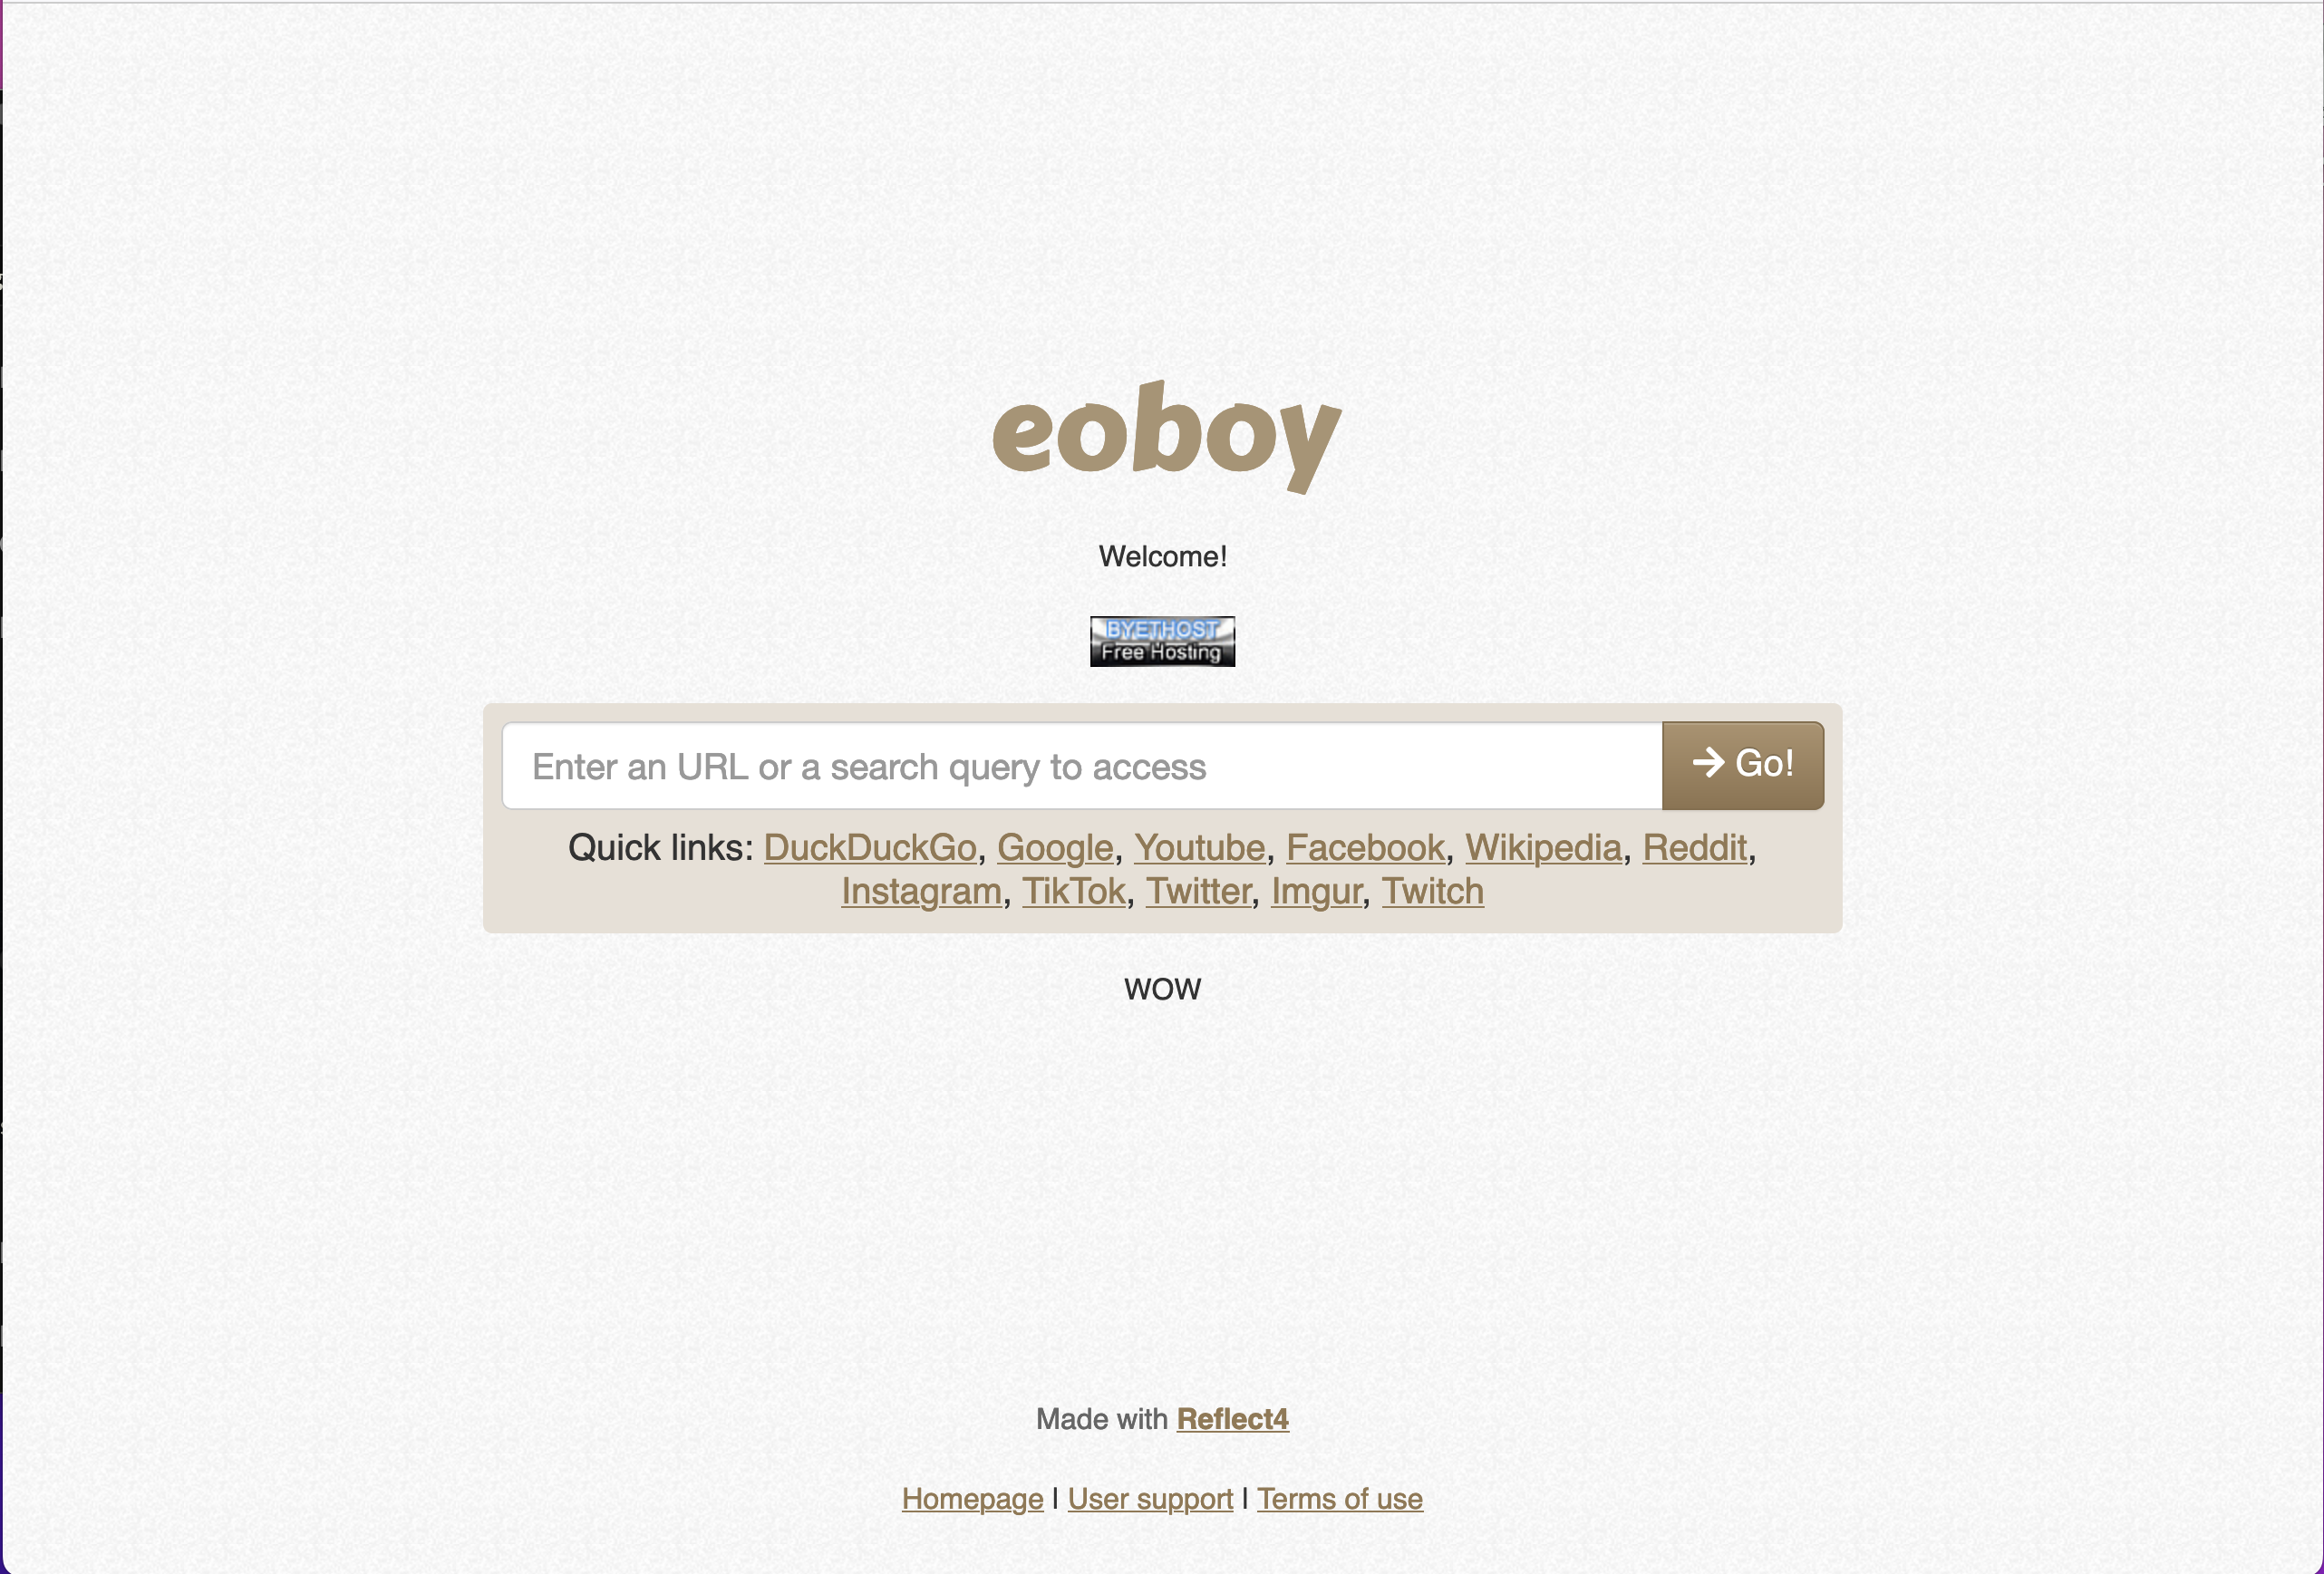 eoboy
Welcome!
BYETHOST
Free Hosting
Enter an URL or a search query to access
→ Go!
Quick links: DuckDuckGo, Google, Youtube, Facebook, Wikipedia, Reddit,
Instagram, TikTok, Twitter, Imgur, Twitch
WOW
Made with Reflect4
Homepage | User support | Terms of use